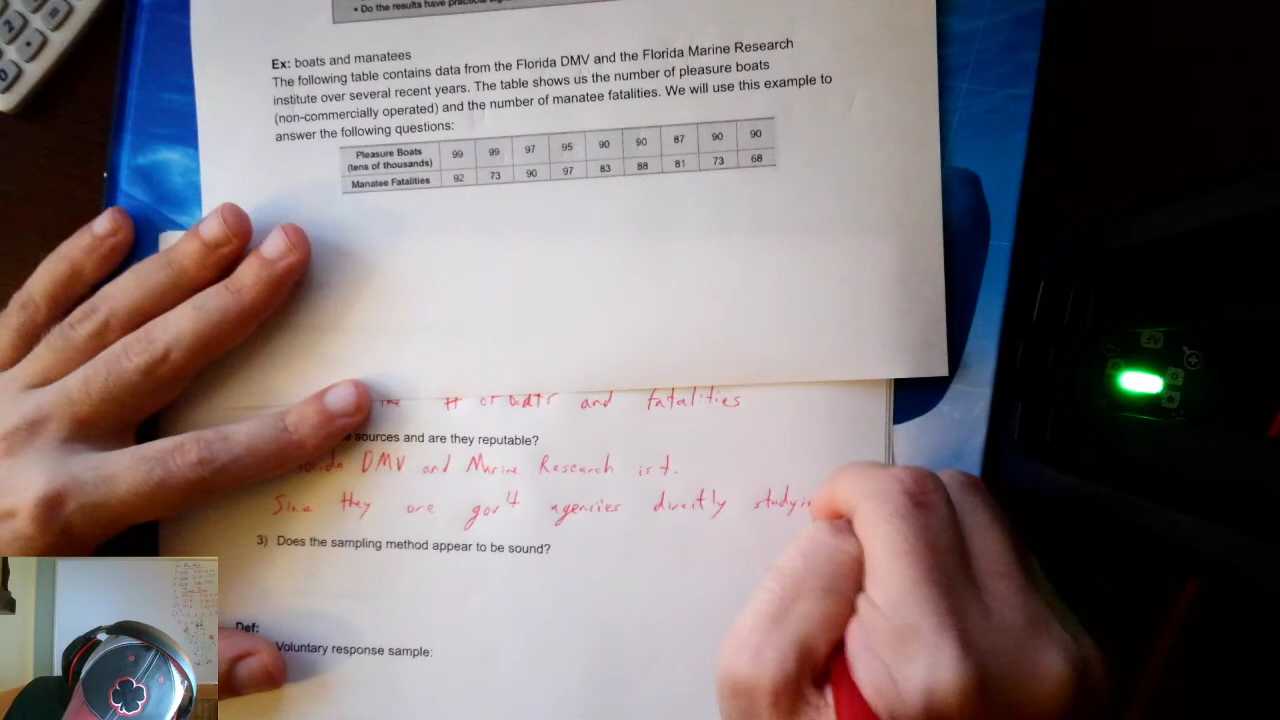 • Do the results have
Ex: boats and manatees
The following table contains data from the Florida DMV and the Florida Marine Research
institute over several recent years. The table shows us the number of pleasure boats
(non-commercially operated) and the number of manatee fatalities. We will use this example to
answer the following questions:
Pleasure Boats (tens of thousands) 99 99 97 95 90 90 87 90 90
Manatee Fatalities 92 73 90 97 83 88 81 73 68
# of boats and fatalities
sources and are they reputable?
DMV and Marine Research ist.
Since they are gov't agencies directly
3) Does the sampling method appear to be sound?
Def:
Voluntary response sample: